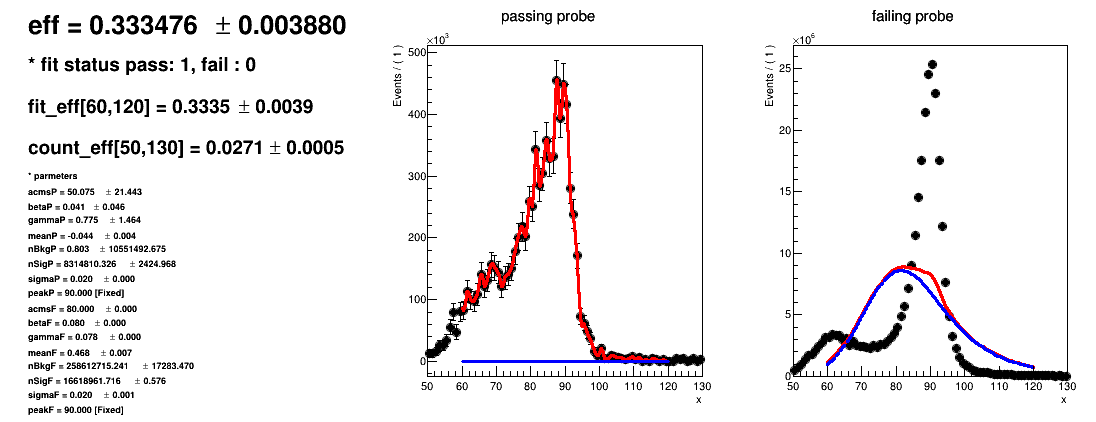 eff = 0.333476 ± 0.003880
* fit status pass: 1, fail : 0
fit_eff[60,120] = 0.3335 ± 0.0039
count_eff[50,130] = 0.0271 ± 0.0005
* parmeters
acmsP = 50.075 ± 21.443
betaP = 0.041 ± 0.046
gammaP = 0.775 ± 1.464
meanP = -0.044 ± 0.004
nBkgP = 0.803 ± 10551492.675
nSigP = 8314810.326 ± 2424.968
sigmaP = 0.020 ± 0.000
peakP = 90.000 [Fixed]
acmsF = 80.000 ± 0.000
betaF = 0.080 ± 0.000
gammaF = 0.078 ± 0.000
meanF = 0.468 ± 0.007
nBkgF = 258612715.241 ± 17283.470
nSigF = 16618961.716 ± 0.576
sigmaF = 0.020 ± 0.001
peakF = 90.000 [Fixed]
passing probe
×10³
Events / ( 1 )
500
400
300
200
100
0
50 60 70 80 90 100 110 120 130
x
failing probe
×10⁶
Events / ( 1 )
25
20
15
10
5
0
50 60 70 80 90 100 110 120 130
x